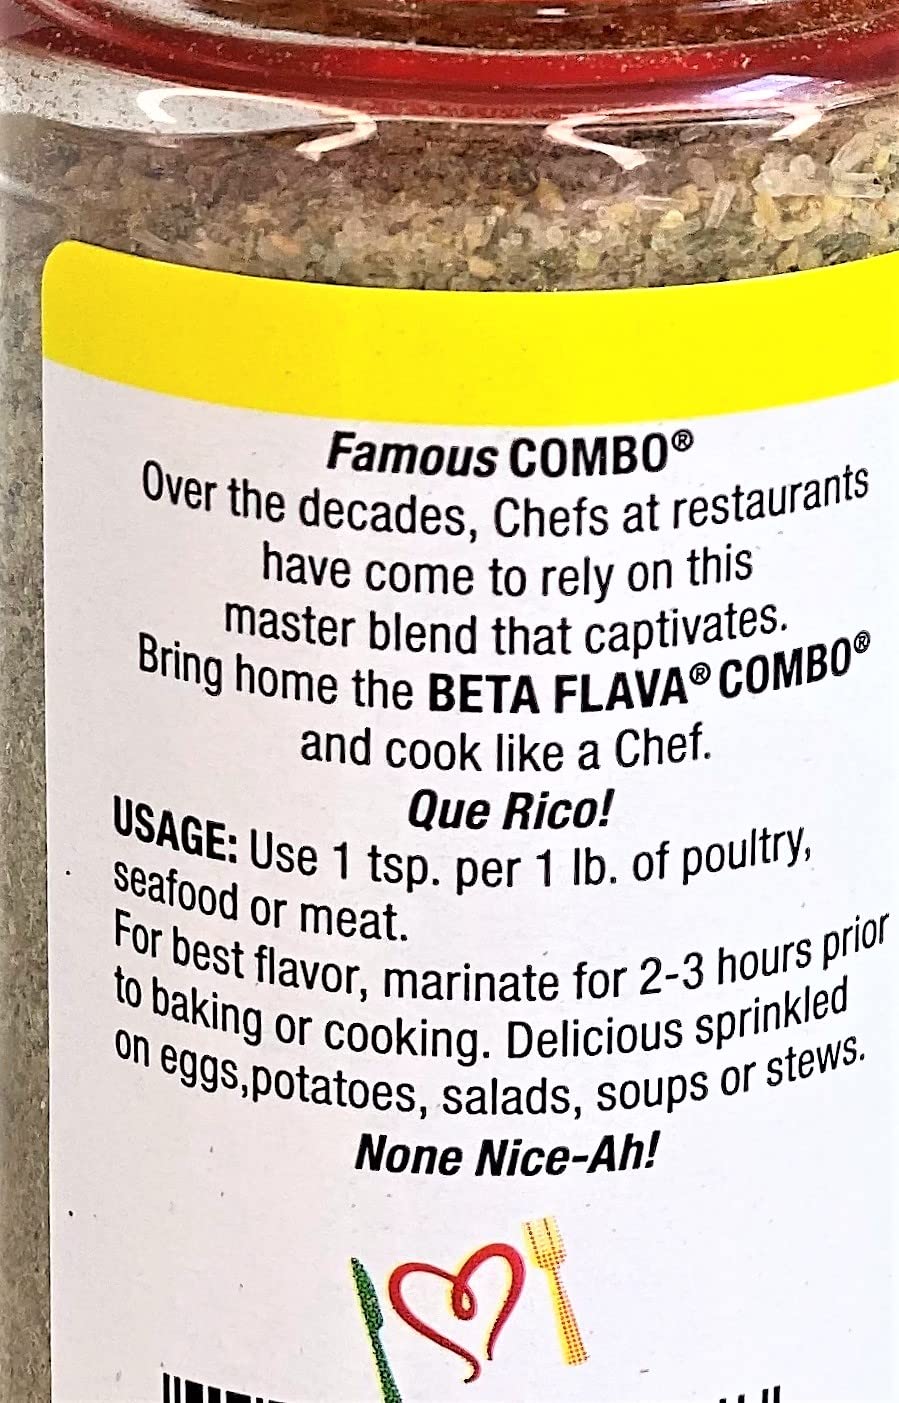 Famous COMBO®
Over the decades, Chefs at restaurants
have come to rely on this
master blend that captivates.
Bring home the BETA FLAVA® COMBO®
and cook like a Chef.
Que Rico!
USAGE: Use 1 tsp. per 1 lb. of poultry,
seafood or meat.
For best flavor, marinate for 2-3 hours prior
to baking or cooking. Delicious sprinkled
on eggs,potatoes, salads, soups or stews.
None Nice-Ah!